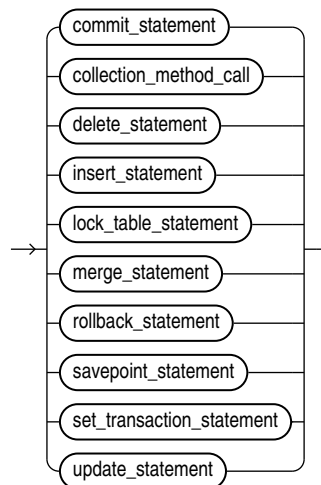 commit_statement
collection_method_call
delete_statement
insert_statement
lock_table_statement
merge_statement
rollback_statement
savepoint_statement
set_transaction_statement
update_statement